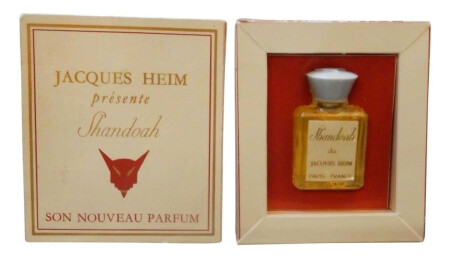 JACQUES HEIM
présente
Shandoah
SON NOUVEAU PARFUM
Shandoah
de
JACQUES HEIM
PARIS FRANCE